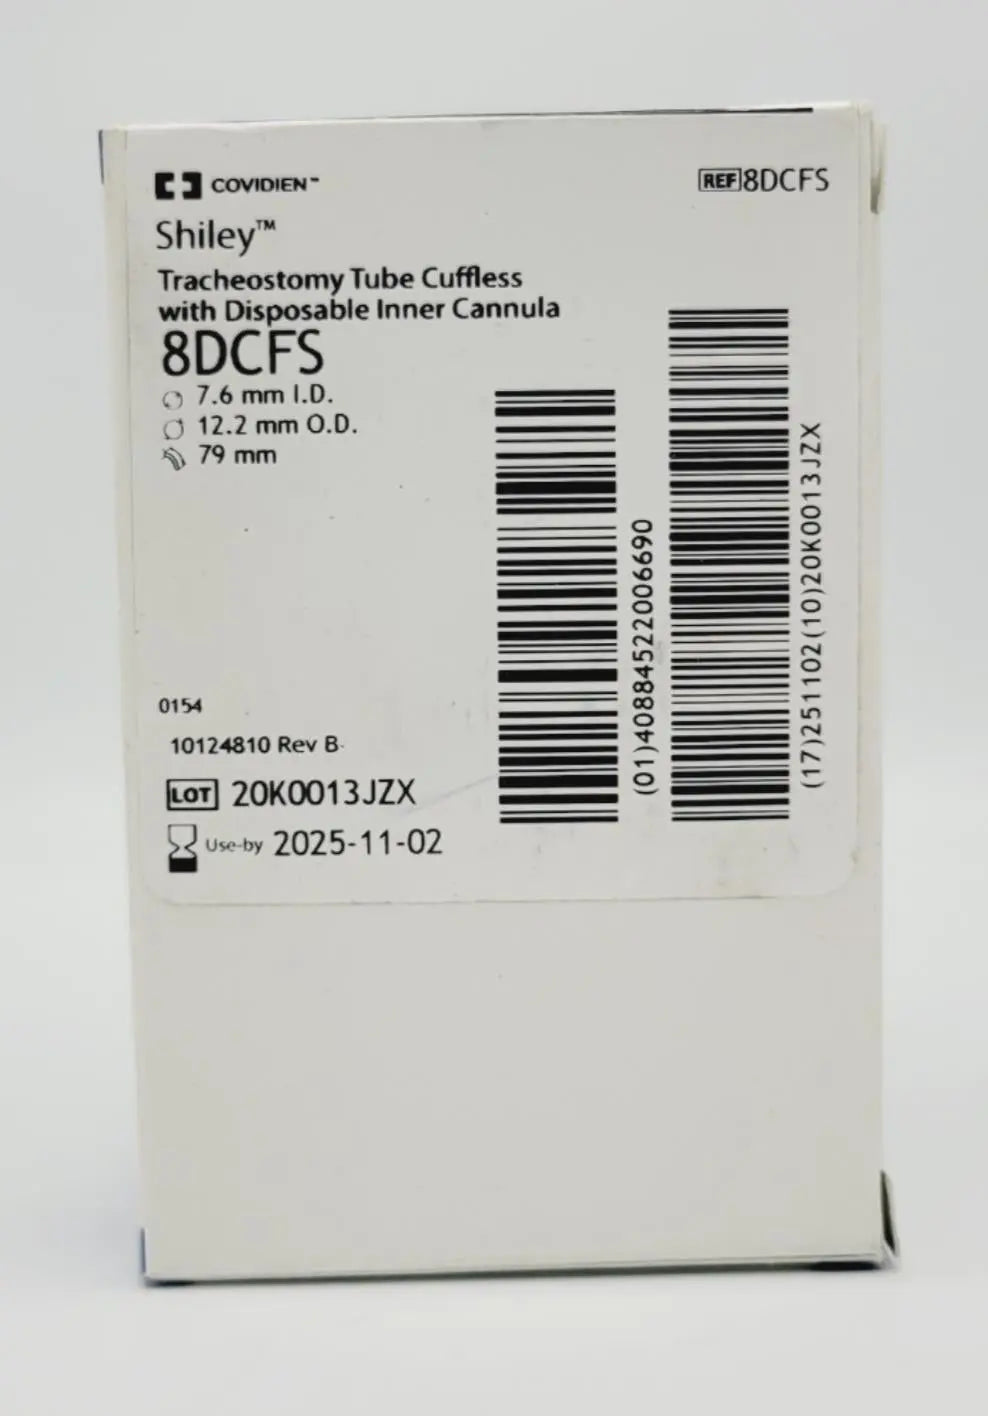 COVIDIEN™
REF 8DCFS
Shiley™
Tracheostomy Tube Cuffless
with Disposable Inner Cannula
8DCFS
7.6 mm I.D.
12.2 mm O.D.
79 mm
0154
10124810 Rev B
LOT 20K0013JZX
Use-by 2025-11-02
(01)40884522006690
(17)251102(10)20K0013JZX